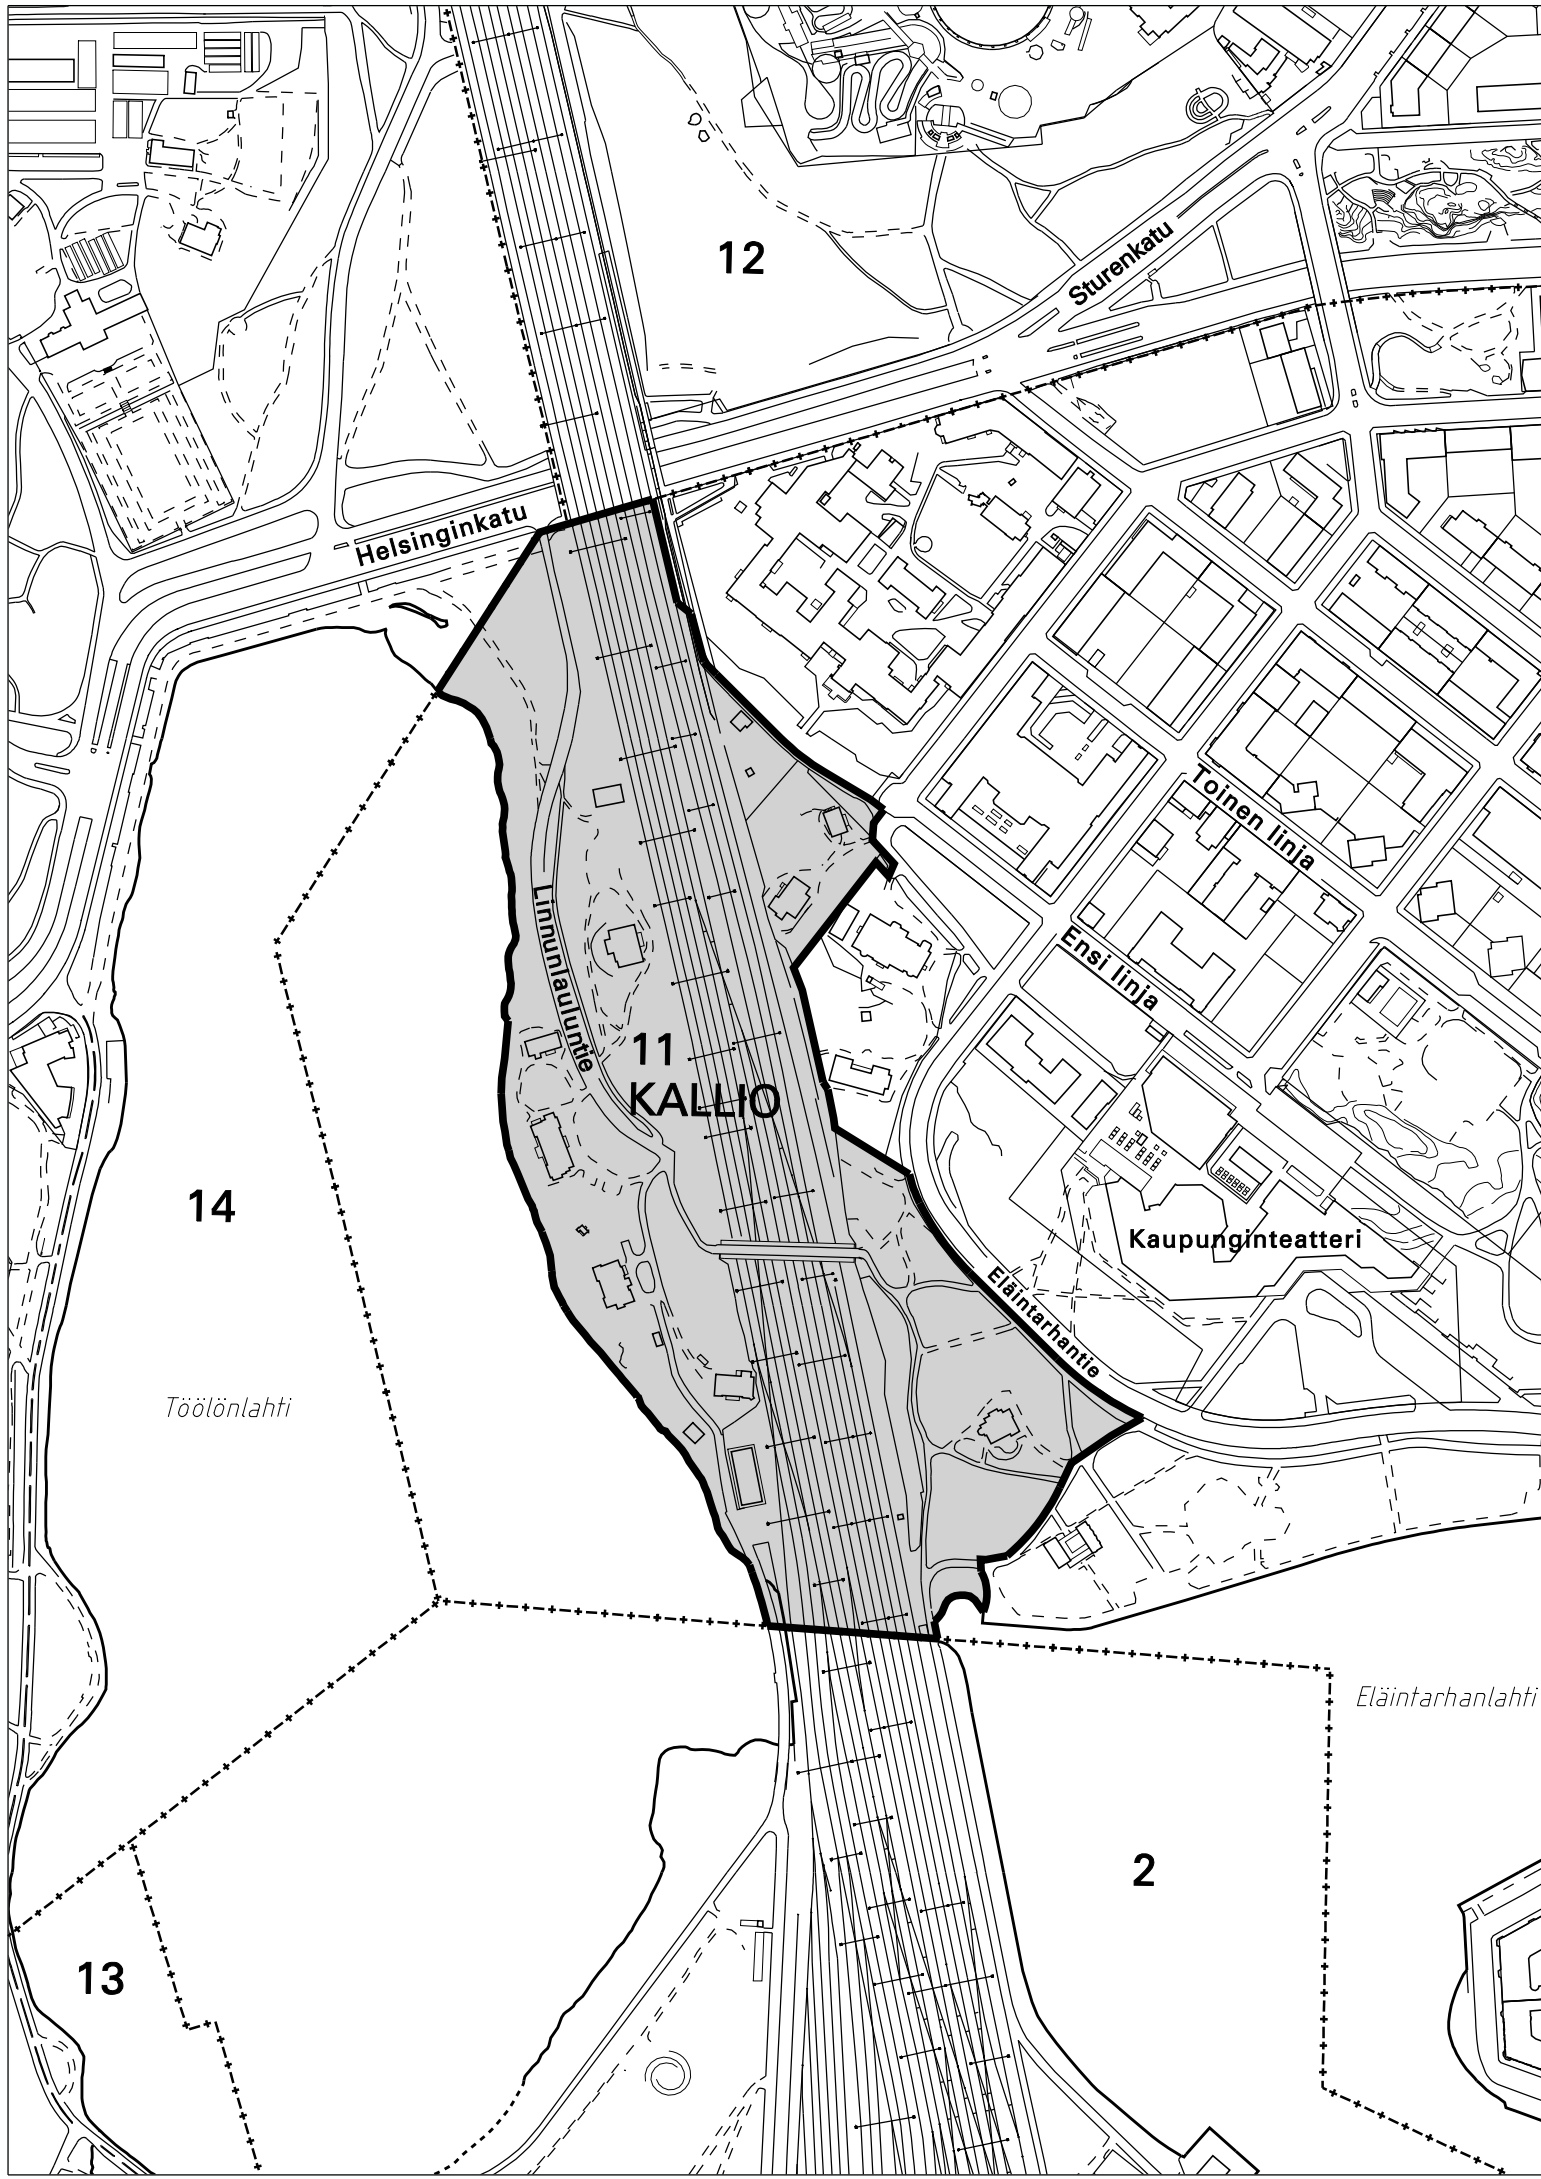 12
Sturenkatu
Helsinginkatu
Toinen linja
Linnunlauluntie
Ensi linja
11
KALLIO
14
Kaupunginteatteri
Eläintarhantie
Töölönlahti
Eläintarhanlahti
2
13